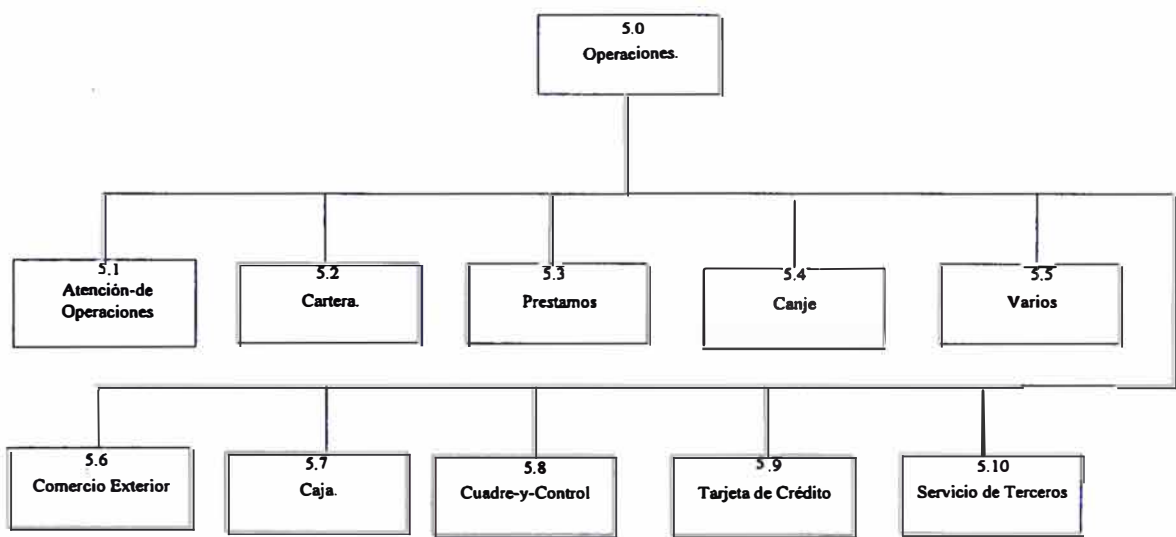 5.0
Operaciones.
5.1
Atención-de
Operaciones
5.2
Cartera.
5.3
Prestamos
5.4
Canje
5.5
Varios
5.6
Comercio Exterior
5.7
Caja.
5.8
Cuadre-y-Control
5.9
Tarjeta de Crédito
5.10
Servicio de Terceros